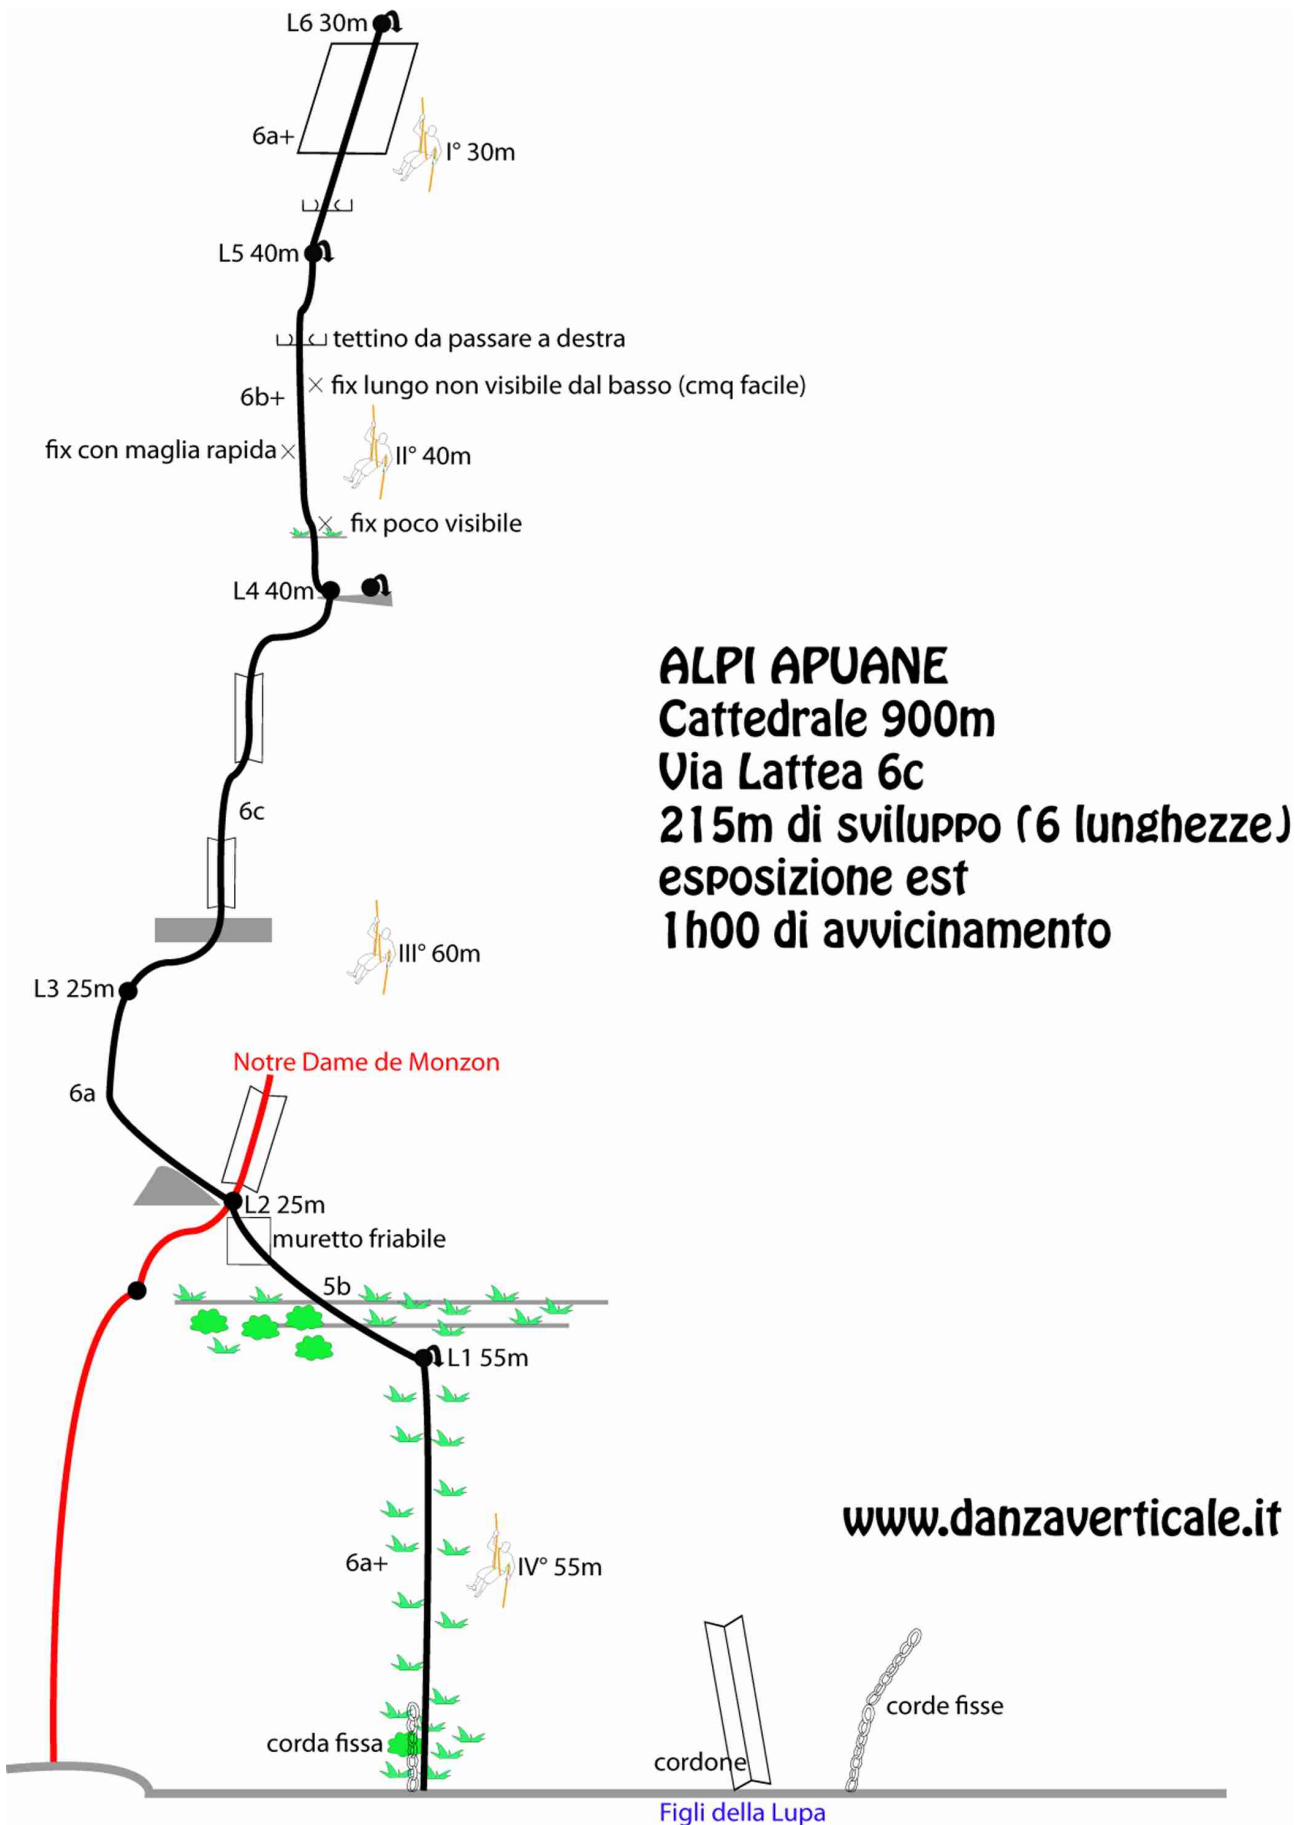 L6 30m
6a+
I° 30m
L5 40m
tettino da passare a destra
fix lungo non visibile dal basso (cmq facile)
6b+
fix con maglia rapida
II° 40m
fix poco visibile
L4 40m
ALPI APUANE
Cattedrale 900m
Via Lattea 6c
215m di sviluppo (6 lunghezze)
esposizione est
1h00 di avvicinamento
6c
III° 60m
L3 25m
Notre Dame de Monzon
6a
L2 25m
muretto friabile
5b
L1 55m
www.danzaverticale.it
6a+
IV° 55m
corde fisse
corda fissa
cordone
Figli della Lupa